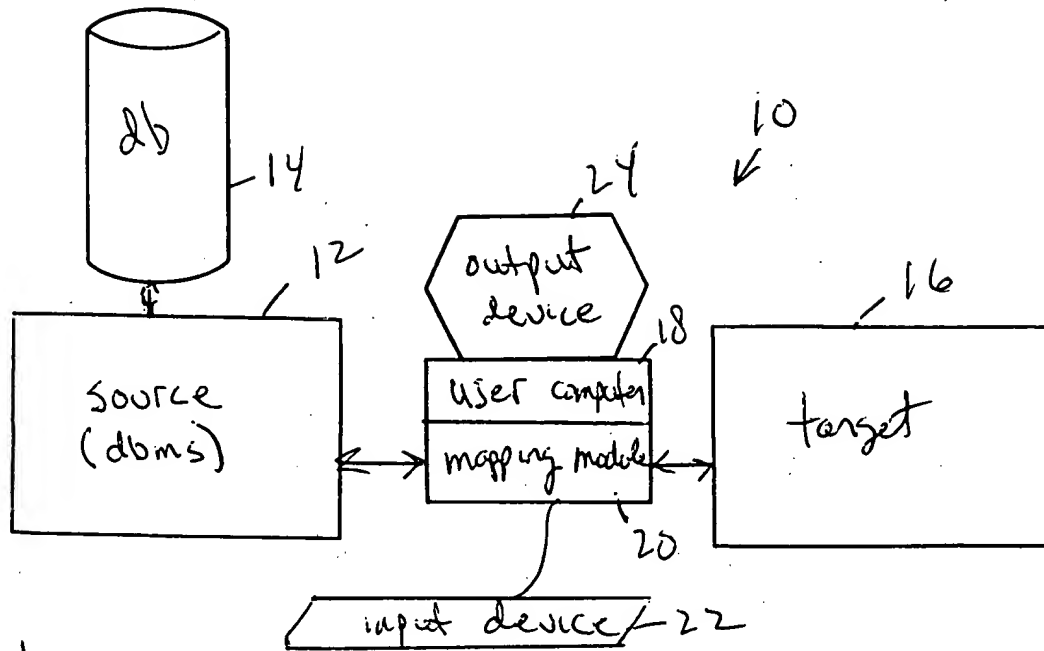 db
14
10
24
output
device
12
18
16
source
(dbms)
user computer
mapping module
target
20
input device
22